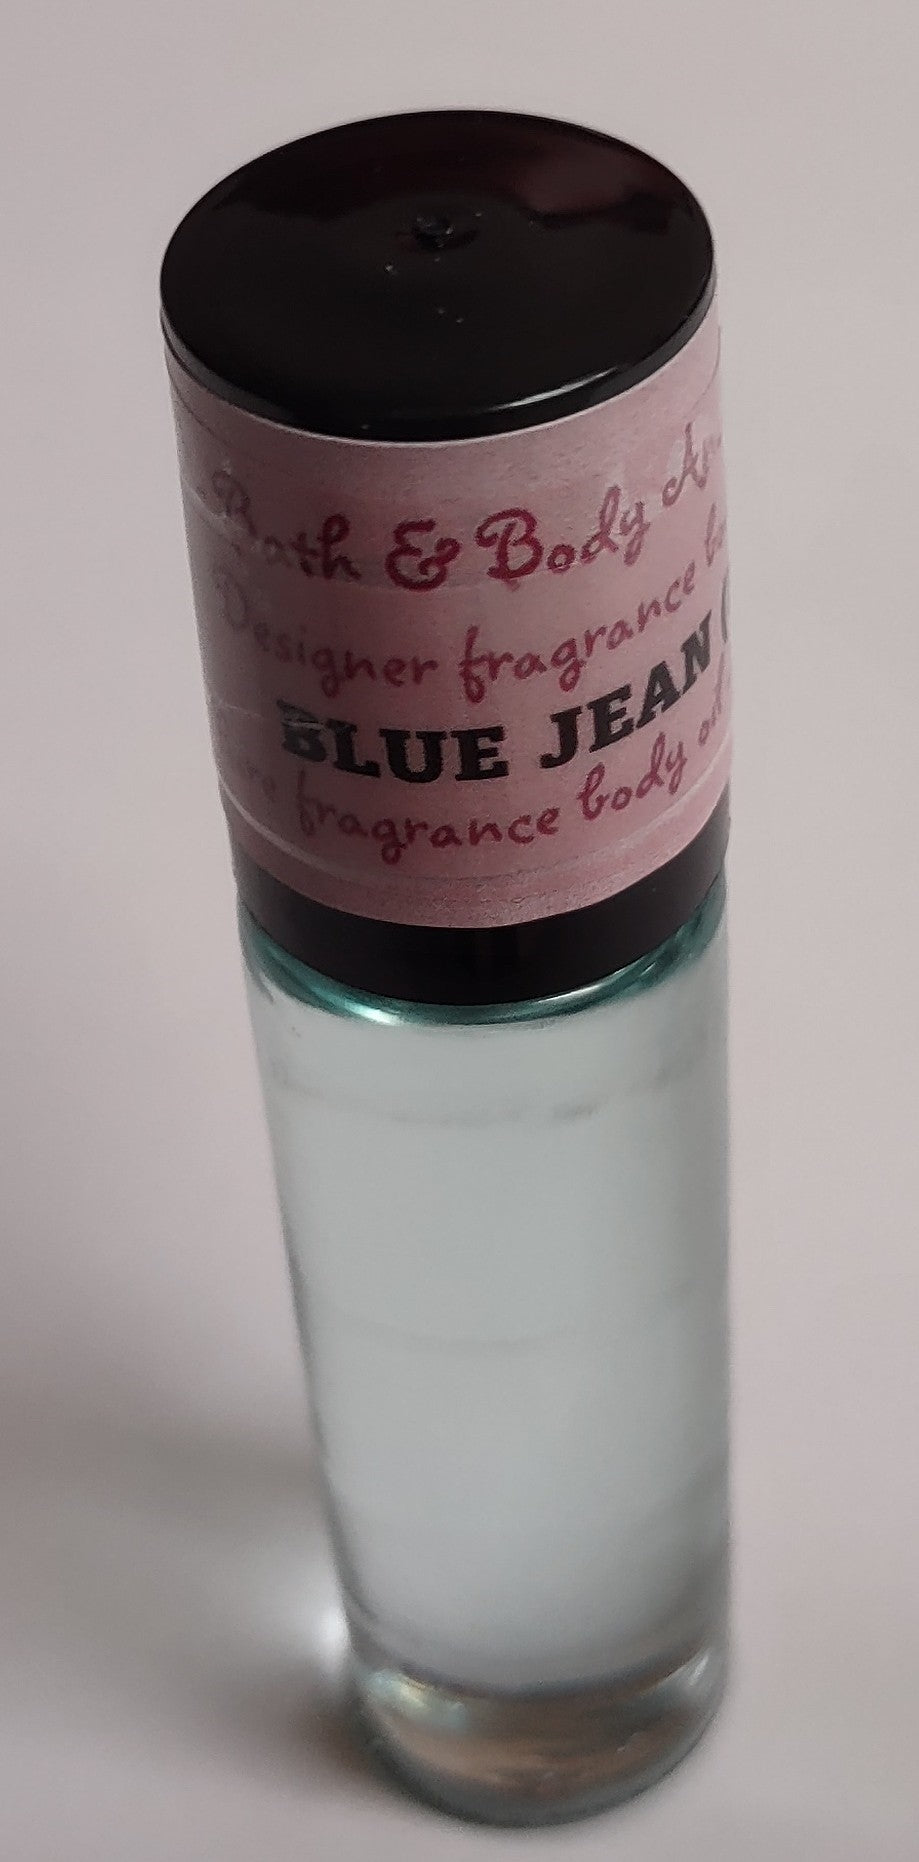 Bath & Body
Designer fragrance
BLUE JEAN (
fragrance body oil